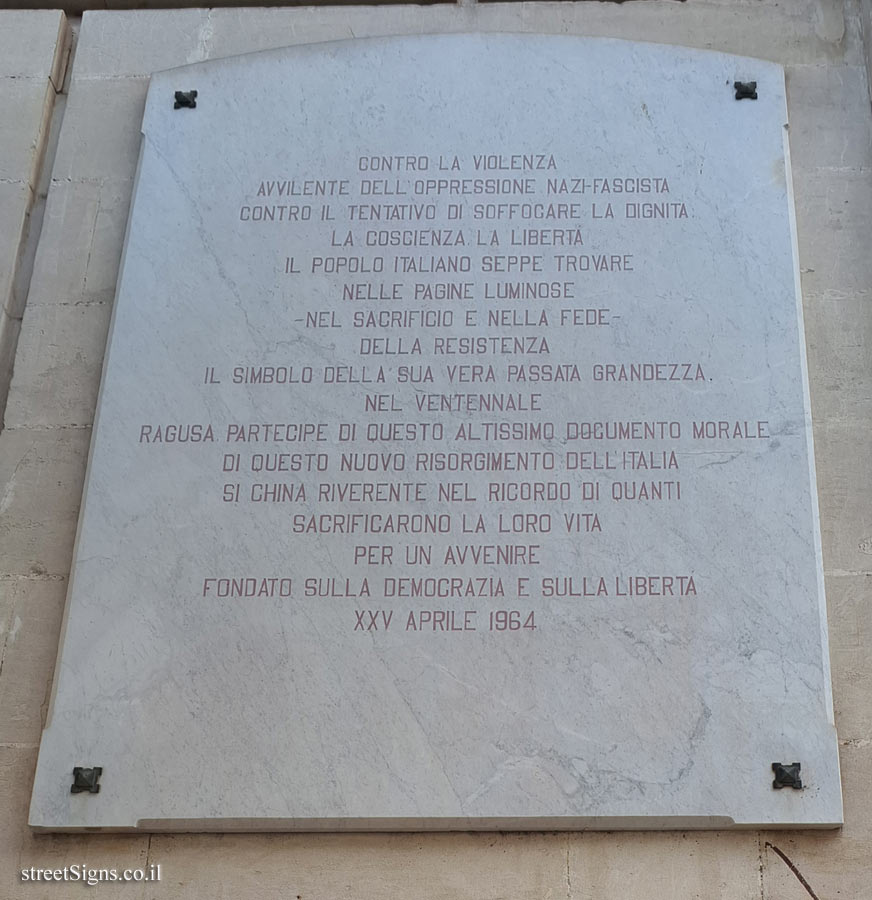 CONTRO LA VIOLENZA
AVVILENTE DELL'OPPRESSIONE NAZI-FASCISTA
CONTRO IL TENTATIVO DI SOFFOCARE LA DIGNITÀ.
LA COSCIENZA. LA LIBERTÀ
IL POPOLO ITALIANO SEPPE TROVARE
NELLE PAGINE LUMINOSE
-NEL SACRIFICIO E NELLA FEDE-
DELLA RESISTENZA
IL SIMBOLO DELLA SUA VERA PASSATA GRANDEZZA.
NEL VENTENNALE
RAGUSA. PARTECIPE DI QUESTO ALTISSIMO DOCUMENTO MORALE
DI QUESTO NUOVO RISORGIMENTO DELL'ITALIA
SI CHINA RIVERENTE NEL RICORDO DI QUANTI
SACRIFICARONO LA LORO VITA
PER UN AVVENIRE
FONDATO SULLA DEMOCRAZIA E SULLA LIBERTÀ
XXV APRILE 1964
streetSigns.co.il